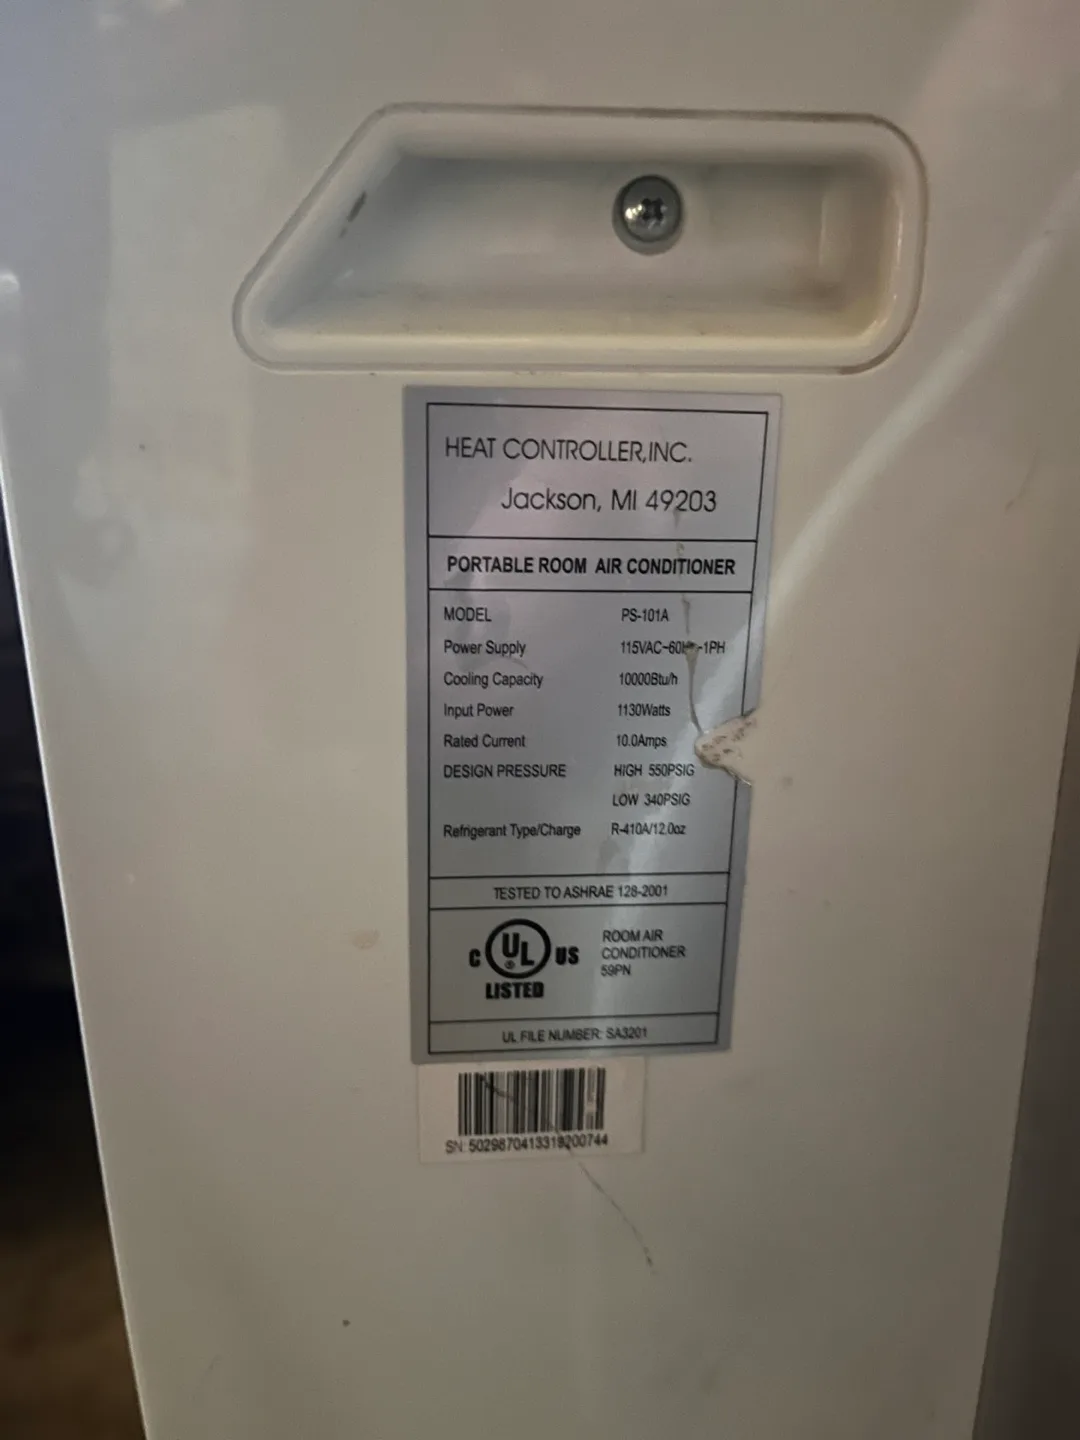 HEAT CONTROLLER,INC.
Jackson, MI 49203
PORTABLE ROOM AIR CONDITIONER
MODEL PS-101A
Power Supply 115VAC~60Hz~1PH
Cooling Capacity 10000Btu/h
Input Power 1130Watts
Rated Current 10.0Amps
DESIGN PRESSURE HIGH 550PSIG
LOW 340PSIG
Refrigerant Type/Charge R-410A/12.0oz
TESTED TO ASHRAE 128-2001
C UL® US
LISTED
ROOM AIR
CONDITIONER
59PN
UL FILE NUMBER: SA3201
SN: 5029870413318200744